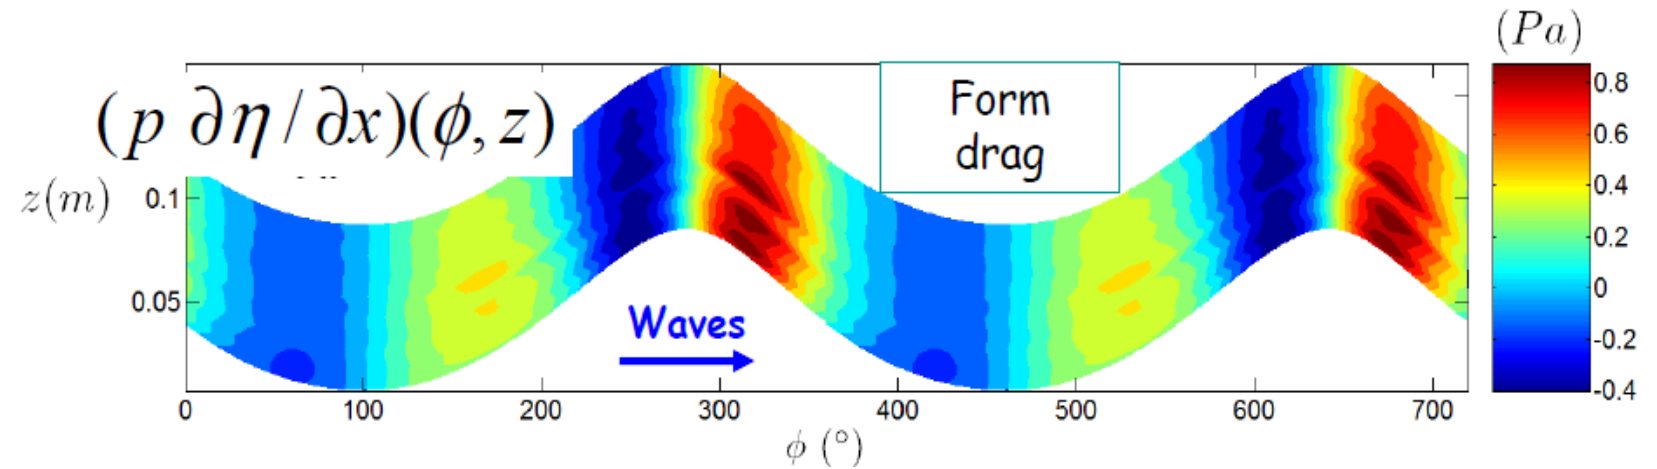 (Pa)
(p ∂η/∂x)(ϕ, z)
Form
drag
z(m)
0.1
0.05
Waves
0 100 200 300 400 500 600 700
ϕ (°)
0.8
0.6
0.4
0.2
0
-0.2
-0.4